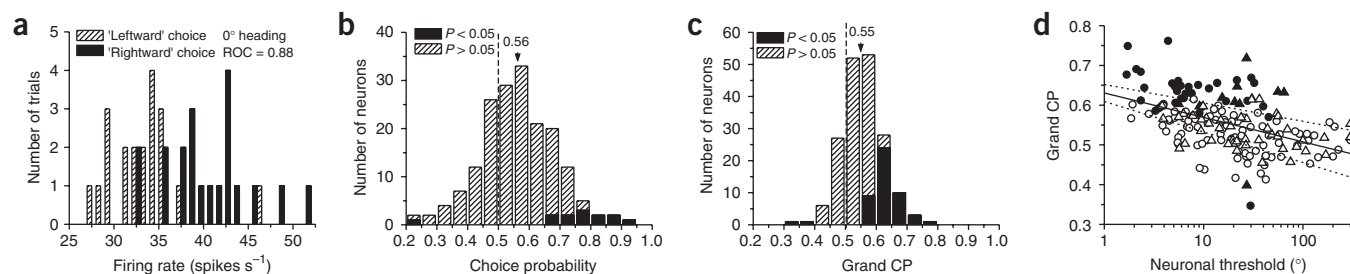 a
'Leftward' choice 0° heading
'Rightward' choice ROC = 0.88
5
4
3
2
1
0
Number of trials
25 30 35 40 45 50
Firing rate (spikes s⁻¹)
b
P < 0.05
P > 0.05
0.56
40
30
20
10
0
Number of neurons
0.2 0.3 0.4 0.5 0.6 0.7 0.8 0.9 1.0
Choice probability
c
P < 0.05
P > 0.05
0.55
60
50
40
30
20
10
0
Number of neurons
0.2 0.3 0.4 0.5 0.6 0.7 0.8 0.9 1.0
Grand CP
d
0.8
0.7
0.6
0.5
0.4
0.3
Grand CP
1 10 100
Neuronal threshold (°)